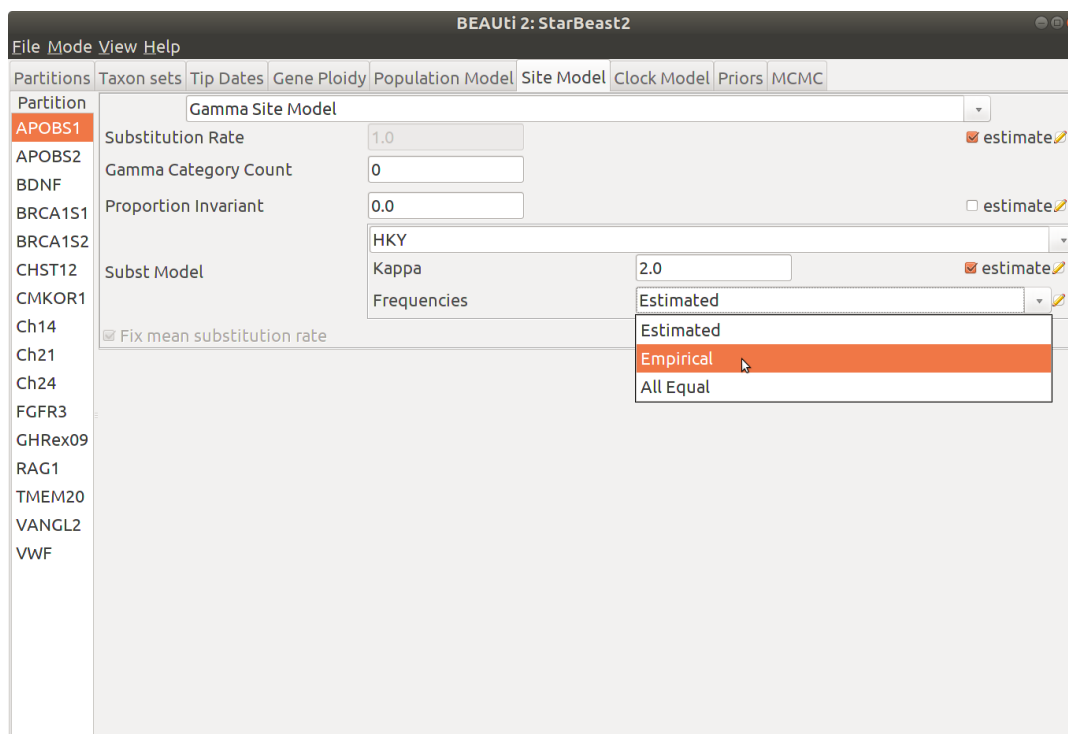 BEAUti 2: StarBeast2
File Mode View Help
Partitions Taxon sets Tip Dates Gene Ploidy Population Model Site Model Clock Model Priors MCMC
Partition
APOBS1
APOBS2
BDNF
BRCA1S1
BRCA1S2
CHST12
CMKOR1
Ch14
Ch21
Ch24
FGFR3
GHRex09
RAG1
TMEM20
VANGL2
VWF
Gamma Site Model
Substitution Rate 1.0 estimate
Gamma Category Count 0
Proportion Invariant 0.0 estimate
HKY
Subst Model
Kappa 2.0 estimate
Frequencies Estimated
Estimated
Empirical
All Equal
Fix mean substitution rate